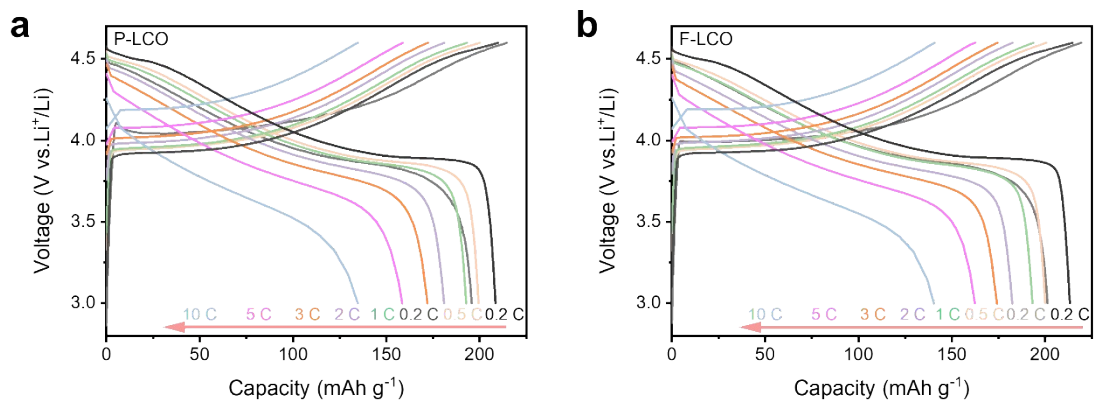 a
P-LCO
4.5
4.0
3.5
3.0
Voltage (V vs.Li⁺/Li)
10 C 5 C 3 C 2 C 1 C 0.2 C 0.5 C 0.2 C
0 50 100 150 200
Capacity (mAh g⁻¹)
b
F-LCO
4.5
4.0
3.5
3.0
Voltage (V vs.Li⁺/Li)
10 C 5 C 3 C 2 C 1 C 0.5 C 0.2 C 0.2 C
0 50 100 150 200
Capacity (mAh g⁻¹)